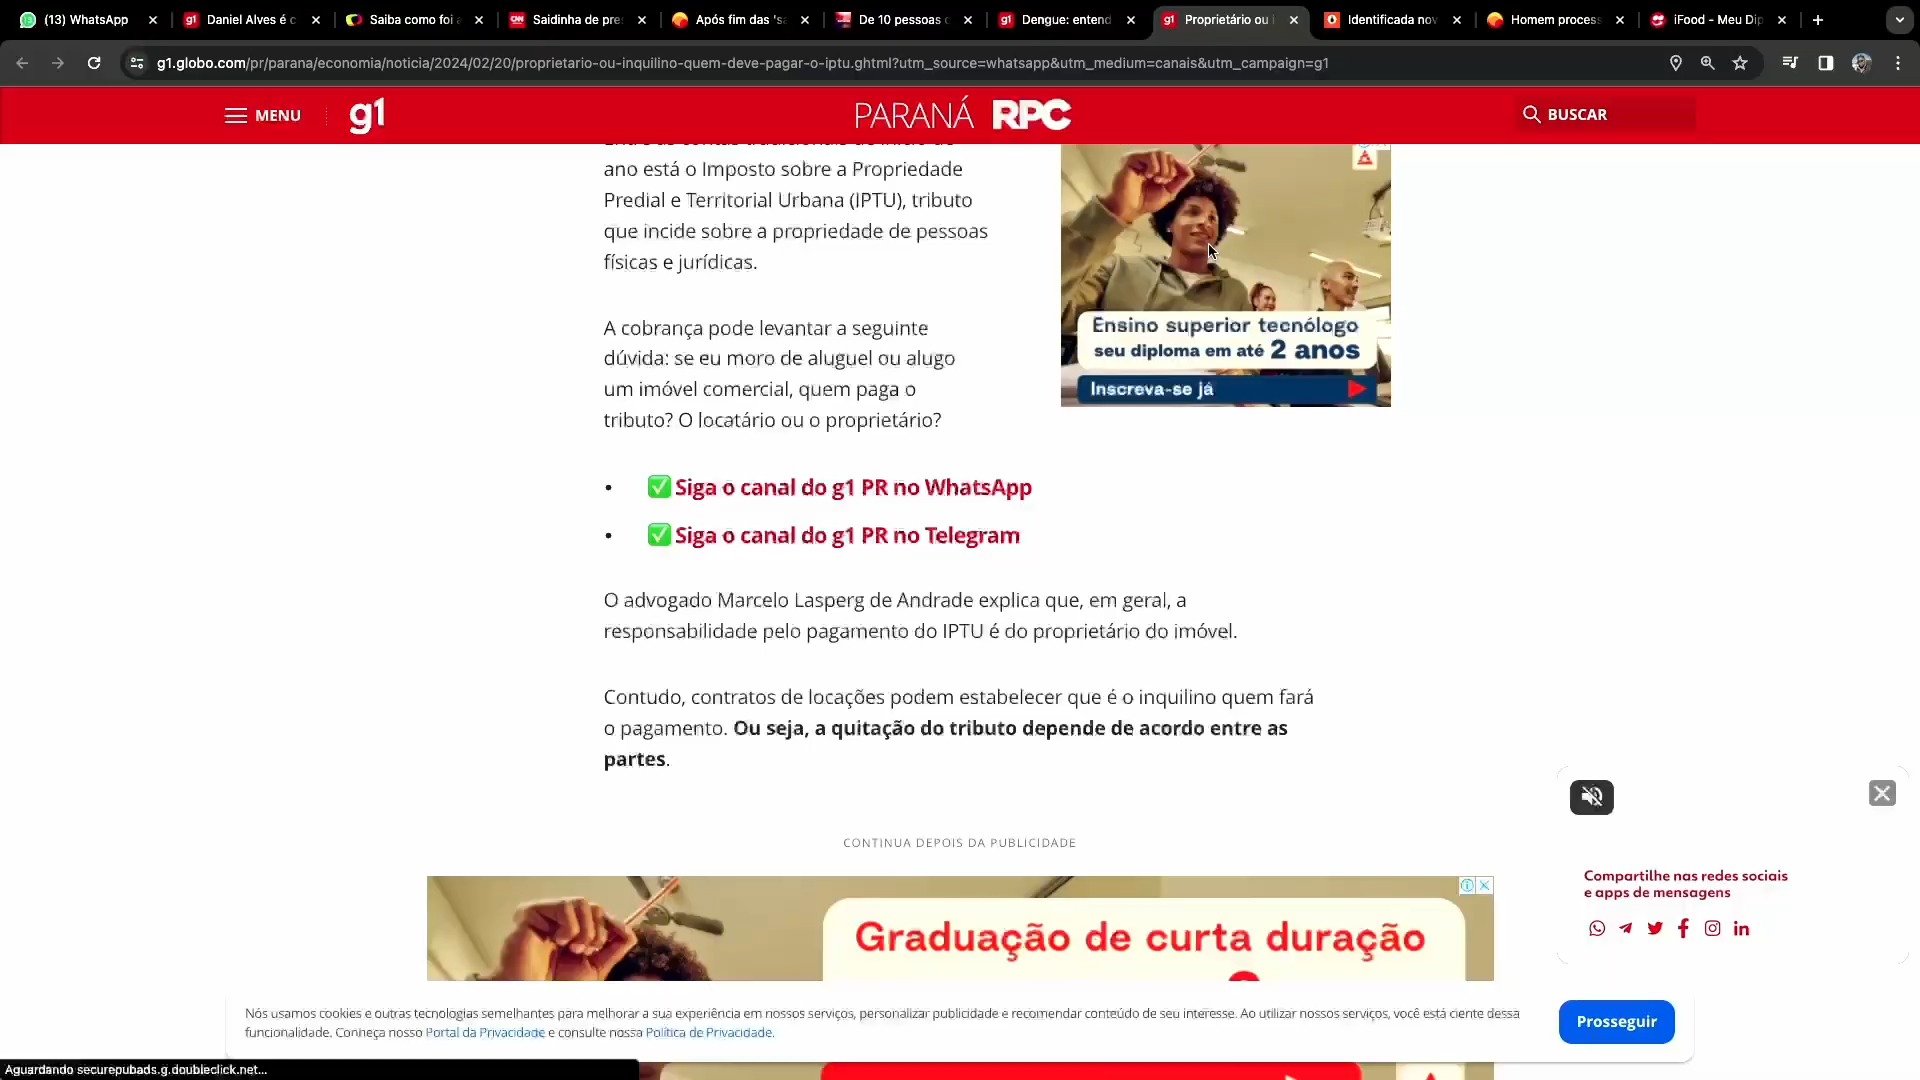 (13) WhatsApp
Daniel Alves é c
Saiba como foi a
Saidinha de pre
Após fim das 'sa
De 10 pessoas c
Dengue: entend
Proprietário ou i
Identificada nov
Homem process
iFood - Meu Dip
g1.globo.com/pr/parana/economia/noticia/2024/02/20/proprietario-ou-inquilino-quem-deve-pagar-o-iptu.ghtml?utm_source=whatsapp&utm_medium=canais&utm_campaign=g1
MENU
g1
PARANÁ RPC
BUSCAR
ano está o Imposto sobre a Propriedade
Predial e Territorial Urbana (IPTU), tributo
que incide sobre a propriedade de pessoas
físicas e jurídicas.
Ensino superior tecnólogo
seu diploma em até 2 anos
Inscreva-se já
A cobrança pode levantar a seguinte
dúvida: se eu moro de aluguel ou alugo
um imóvel comercial, quem paga o
tributo? O locatário ou o proprietário?
• ✅ Siga o canal do g1 PR no WhatsApp
• ✅ Siga o canal do g1 PR no Telegram
O advogado Marcelo Lasperg de Andrade explica que, em geral, a
responsabilidade pelo pagamento do IPTU é do proprietário do imóvel.
Contudo, contratos de locações podem estabelecer que é o inquilino quem fará
o pagamento. Ou seja, a quitação do tributo depende de acordo entre as
partes.
CONTINUA DEPOIS DA PUBLICIDADE
Graduação de curta duração
Compartilhe nas redes sociais
e apps de mensagens
Nós usamos cookies e outras tecnologias semelhantes para melhorar a sua experiência em nossos serviços, personalizar publicidade e recomendar conteúdo de seu interesse. Ao utilizar nossos serviços, você está ciente dessa
funcionalidade. Conheça nosso Portal da Privacidade e consulte nossa Política de Privacidade.
Prosseguir
Aguardando securepubads.g.doubleclick.net...